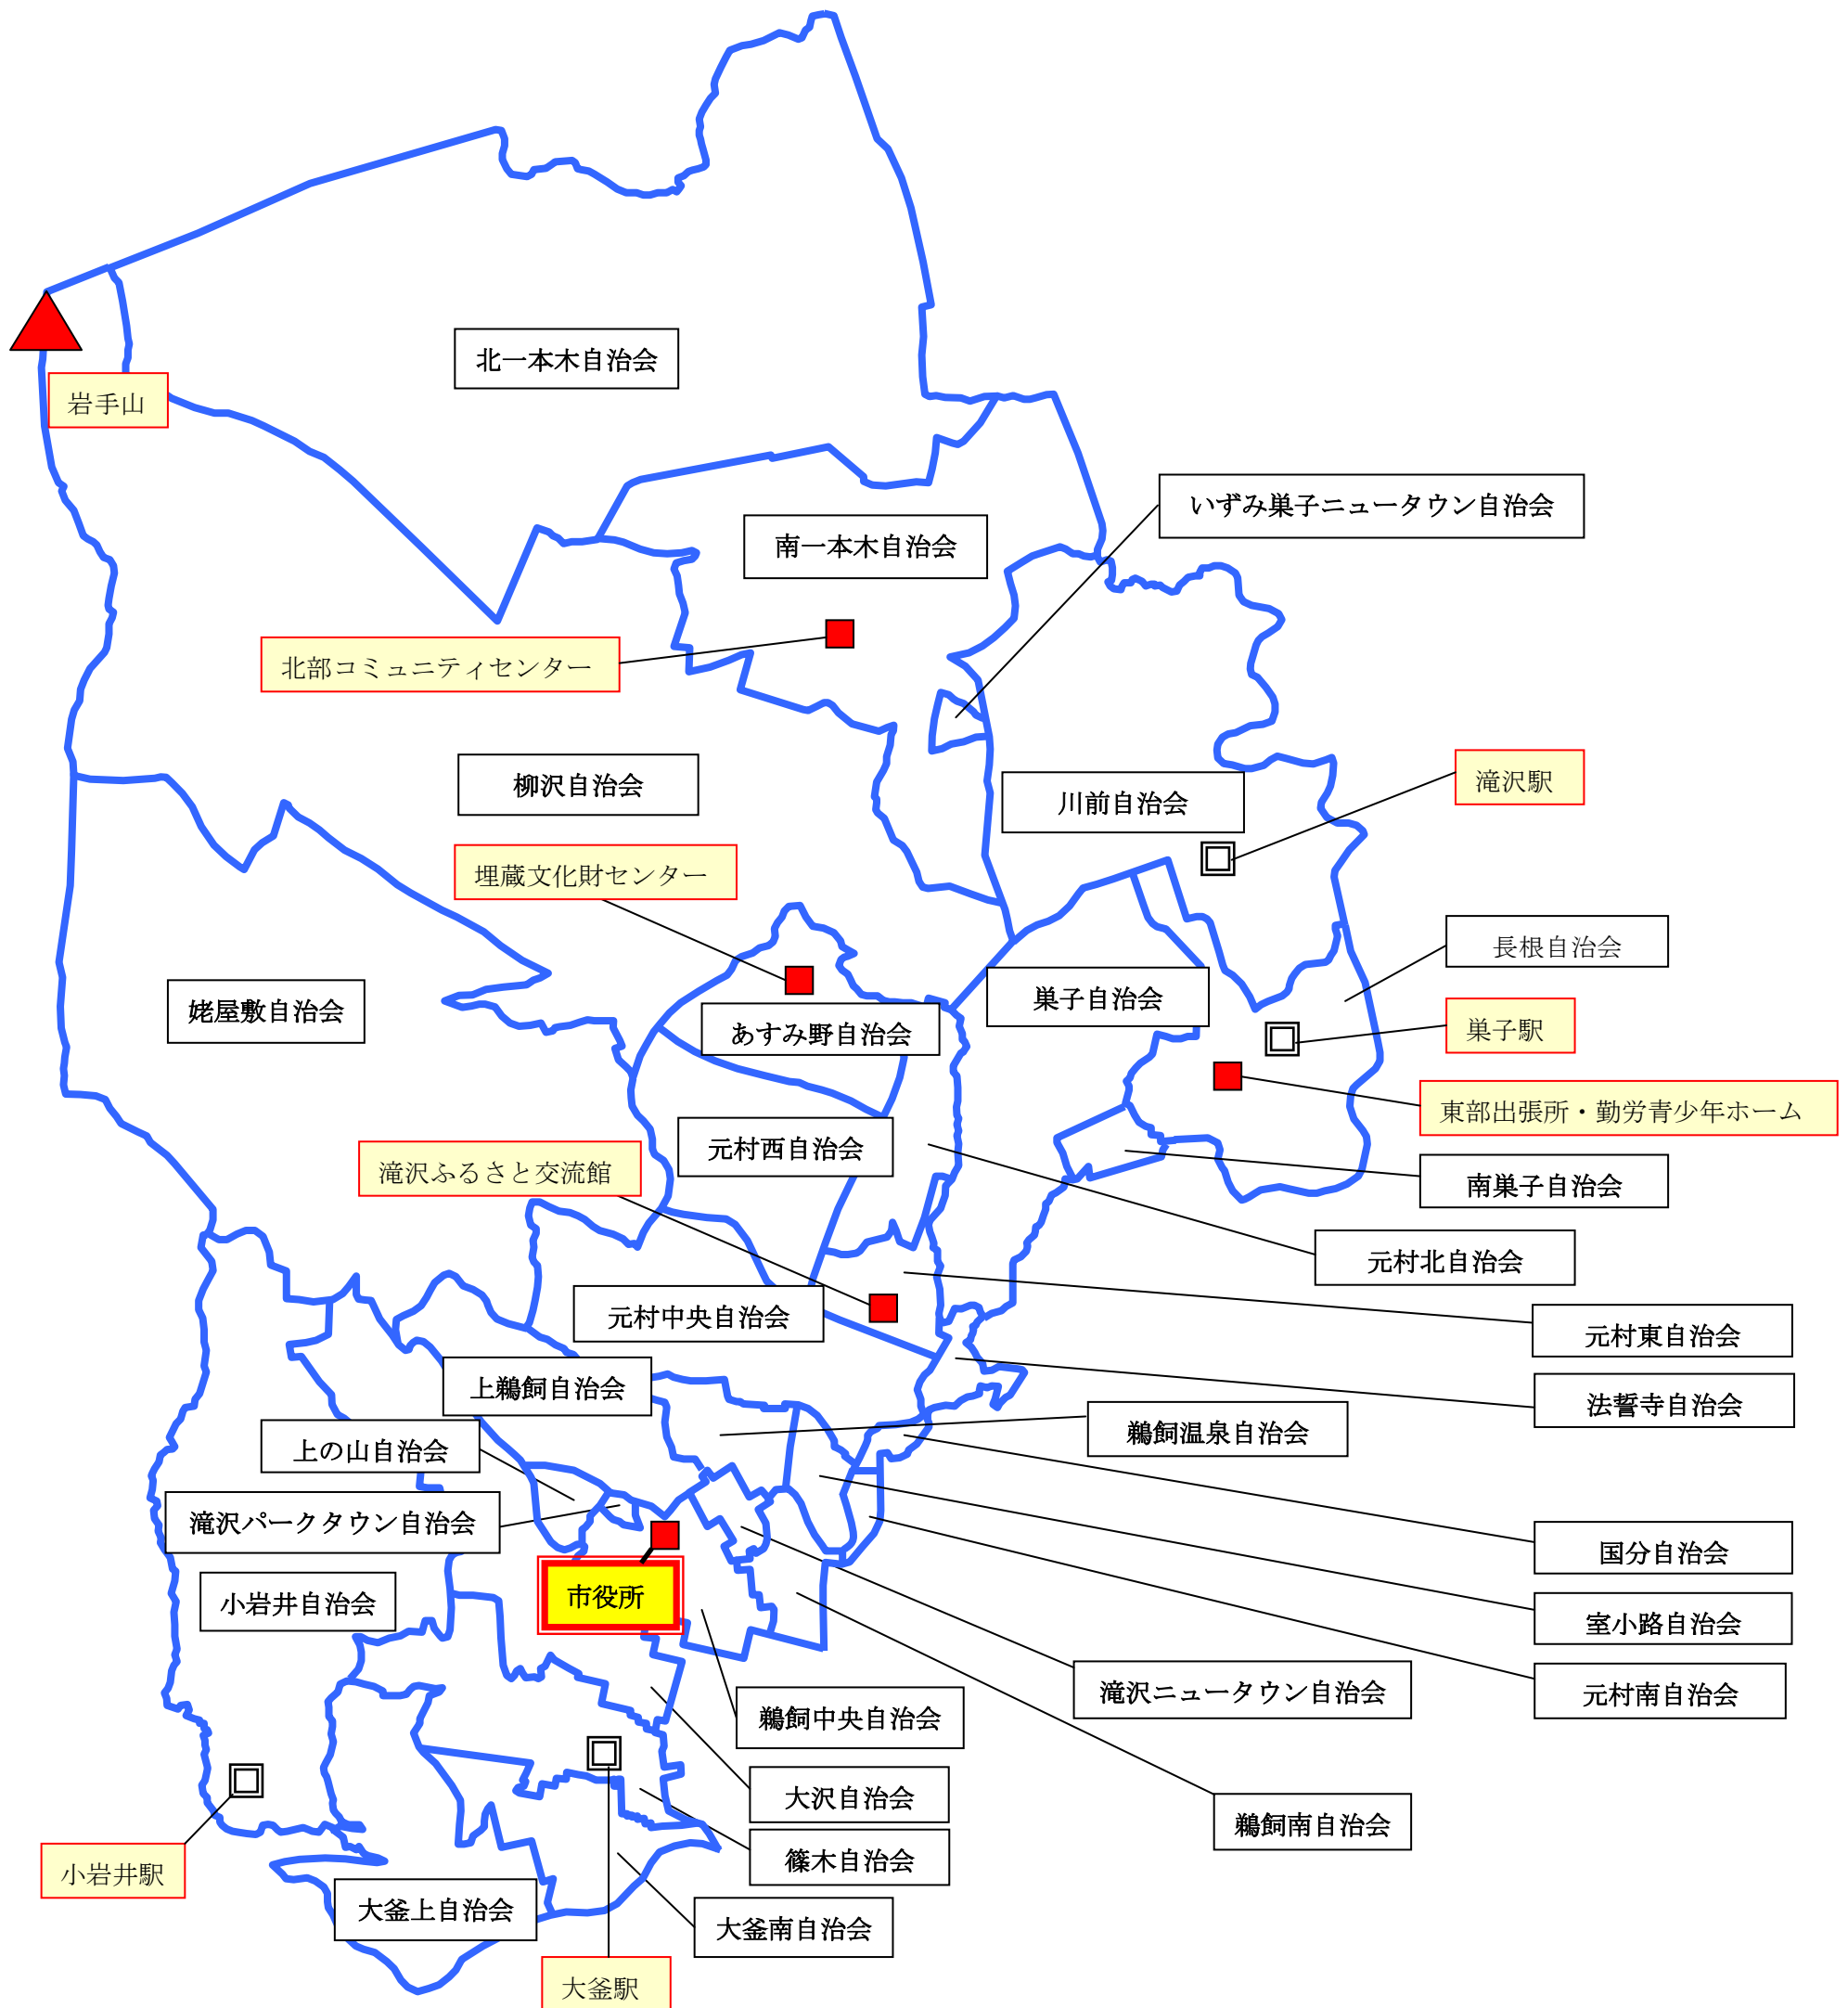 北一本木自治会
岩手山
いずみ巣子ニュータウン自治会
南一本木自治会
北部コミュニティセンター
柳沢自治会
川前自治会
滝沢駅
埋蔵文化財センター
長根自治会
姥屋敷自治会
巣子自治会
あすみ野自治会
巣子駅
東部出張所・勤労青少年ホーム
元村西自治会
滝沢ふるさと交流館
南巣子自治会
元村北自治会
元村中央自治会
元村東自治会
上鵜飼自治会
法誓寺自治会
鵜飼温泉自治会
上の山自治会
滝沢パークタウン自治会
国分自治会
小岩井自治会
市役所
室小路自治会
滝沢ニュータウン自治会
元村南自治会
鵜飼中央自治会
大沢自治会
鵜飼南自治会
篠木自治会
小岩井駅
大釜上自治会
大釜南自治会
大釜駅